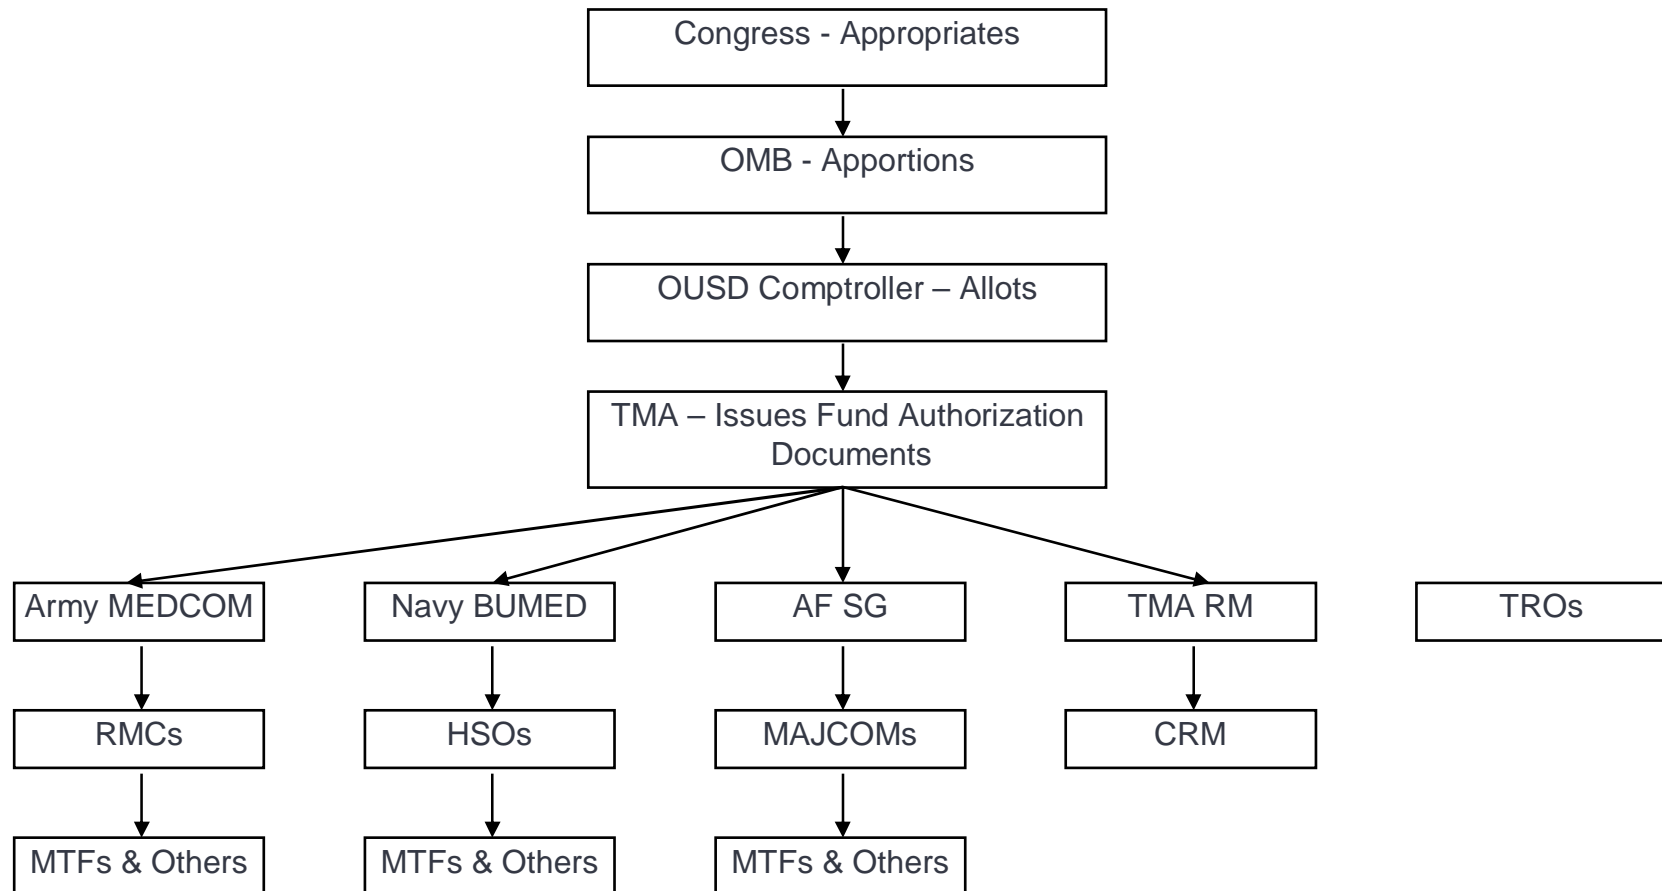 Congress - Appropriates
OMB - Apportions
OUSD Comptroller – Allots
TMA – Issues Fund Authorization
Documents
Army MEDCOM
Navy BUMED
AF SG
TMA RM
TROs
RMCs
HSOs
MAJCOMs
CRM
MTFs & Others
MTFs & Others
MTFs & Others